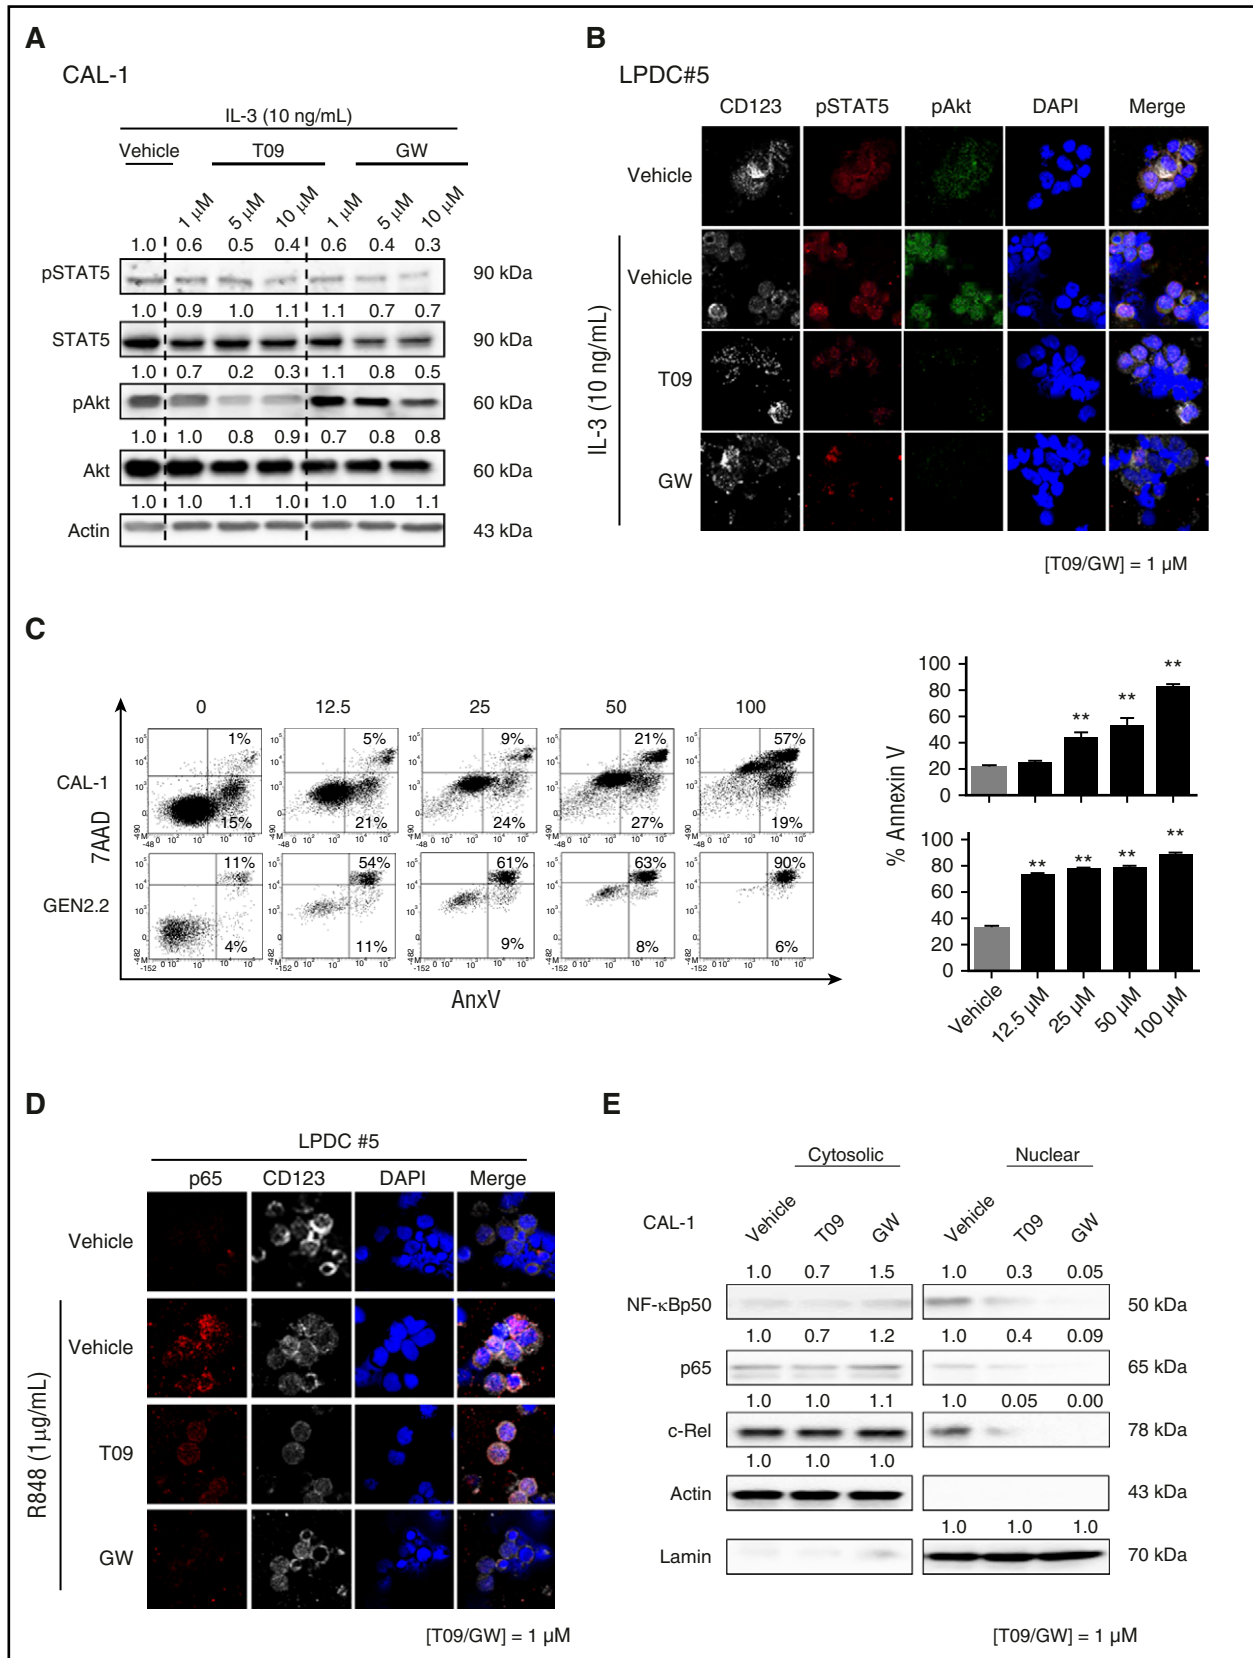 A
CAL-1
IL-3 (10 ng/mL)
Vehicle T09 GW
1 µM 5 µM 10 µM 1 µM 5 µM 10 µM
1.0 0.6 0.5 0.4 0.6 0.4 0.3
pSTAT5 90 kDa
1.0 0.9 1.0 1.1 1.1 0.7 0.7
STAT5 90 kDa
1.0 0.7 0.2 0.3 1.1 0.8 0.5
pAkt 60 kDa
1.0 1.0 0.8 0.9 0.7 0.8 0.8
Akt 60 kDa
1.0 1.0 1.1 1.0 1.0 1.0 1.1
Actin 43 kDa
B
LPDC#5
CD123 pSTAT5 pAkt DAPI Merge
Vehicle
IL-3 (10 ng/mL)
Vehicle
T09
GW
[T09/GW] = 1 µM
C
0 12.5 25 50 100
7AAD
CAL-1
1% 5% 9% 21% 57%
15% 21% 24% 27% 19%
GEN2.2
11% 54% 61% 63% 90%
4% 11% 9% 8% 6%
AnxV
% Annexin V
100
80
60
40
20
0
** ** **
100
80
60
40
20
0
** ** ** **
Vehicle 12.5 µM 25 µM 50 µM 100 µM
D
LPDC #5
p65 CD123 DAPI Merge
Vehicle
R848 (1µg/mL)
Vehicle
T09
GW
[T09/GW] = 1 µM
E
Cytosolic Nuclear
CAL-1 Vehicle T09 GW Vehicle T09 GW
1.0 0.7 1.5 1.0 0.3 0.05
NF-κBp50 50 kDa
1.0 0.7 1.2 1.0 0.4 0.09
p65 65 kDa
1.0 1.0 1.1 1.0 0.05 0.00
c-Rel 78 kDa
1.0 1.0 1.0
Actin 43 kDa
1.0 1.0 1.0
Lamin 70 kDa
[T09/GW] = 1 µM